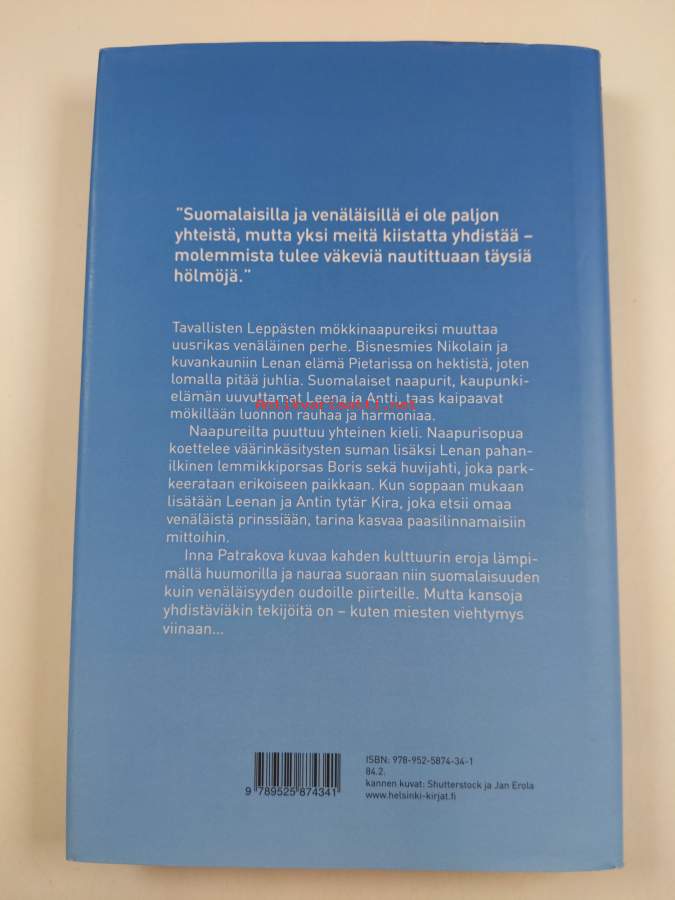 "Suomalaisilla ja venäläisillä ei ole paljon
yhteistä, mutta yksi meitä kiistatta yhdistää –
molemmista tulee väkeviä nautittuaan täysiä
hölmöjä."
Tavallisten Leppästen mökkinaapureiksi muuttaa
uusrikas venäläinen perhe. Bisnesmies Nikolain ja
kuvankauniin Lenan elämä Pietarissa on hektistä, joten
lomalla pitää juhlia. Suomalaiset naapurit, kaupunki-
elämän uuvuttamat Leena ja Antti, taas kaipaavat
Antikvariaatti.net
mökillään luonnon rauhaa ja harmoniaa.
Naapureilta puuttuu yhteinen kieli. Naapurisopua
koettelee väärinkäsitysten suman lisäksi Lenan pahan-
ilkinen lemmikkiporsas Boris sekä huvijahti, joka park-
keerataan erikoiseen paikkaan. Kun soppaan mukaan
lisätään Leenan ja Antin tytär Kira, joka etsii omaa
venäläistä prinssiään, tarina kasvaa paasilinnamaisiin
mittoihin.
Inna Patrakova kuvaa kahden kulttuurin eroja lämpi-
mällä huumorilla ja nauraa suoraan niin suomalaisuuden
kuin venäläisyyden oudoille piirteille. Mutta kansoja
yhdistäviäkin tekijöitä on – kuten miesten viehtymys
viinaan...
ISBN: 978-952-5874-34-1
84.2.
kannen kuvat: Shutterstock ja Jan Erola
www.helsinki-kirjat.fi
9 789525 874341